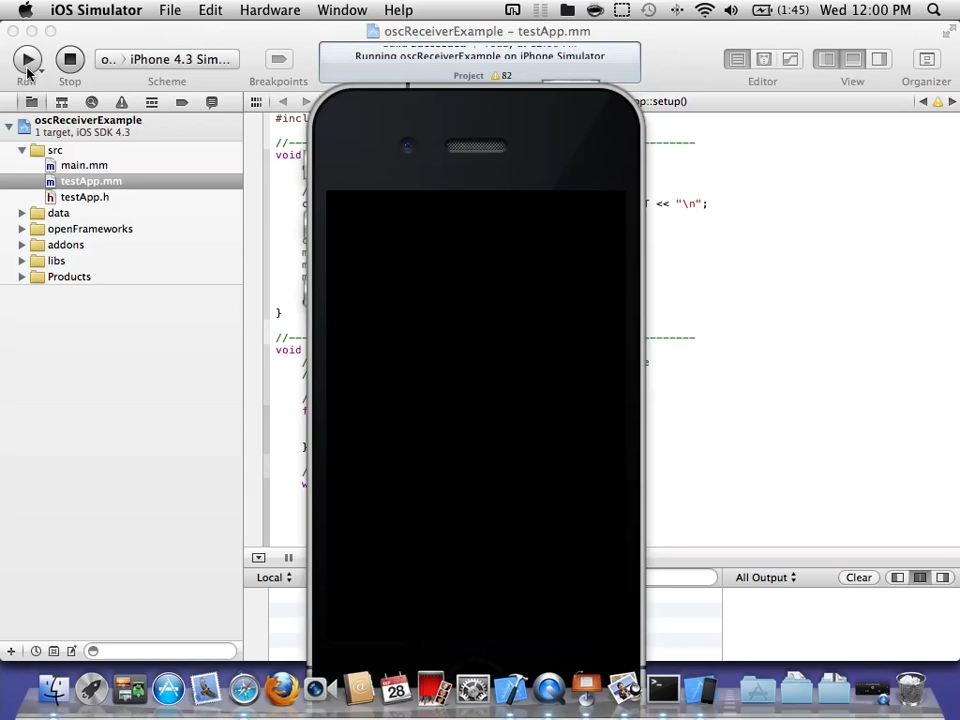 iOS Simulator File Edit Hardware Window Help (1:45) Wed 12:00 PM
oscReceiverExample – testApp.mm
o.. 〉iPhone 4.3 Sim...
Running oscReceiverExample on iPhone Simulator
Project 82
Run Stop Scheme Breakpoints Editor View Organizer
pp::setup()
oscReceiverExample
1 target, iOS SDK 4.3
#incl
src
//--
void
main.mm
testApp.mm
testApp.h
T << "\n";
data
openFrameworks
addons
libs
Products
}
//--
void
e
}
Local All Output Clear
28